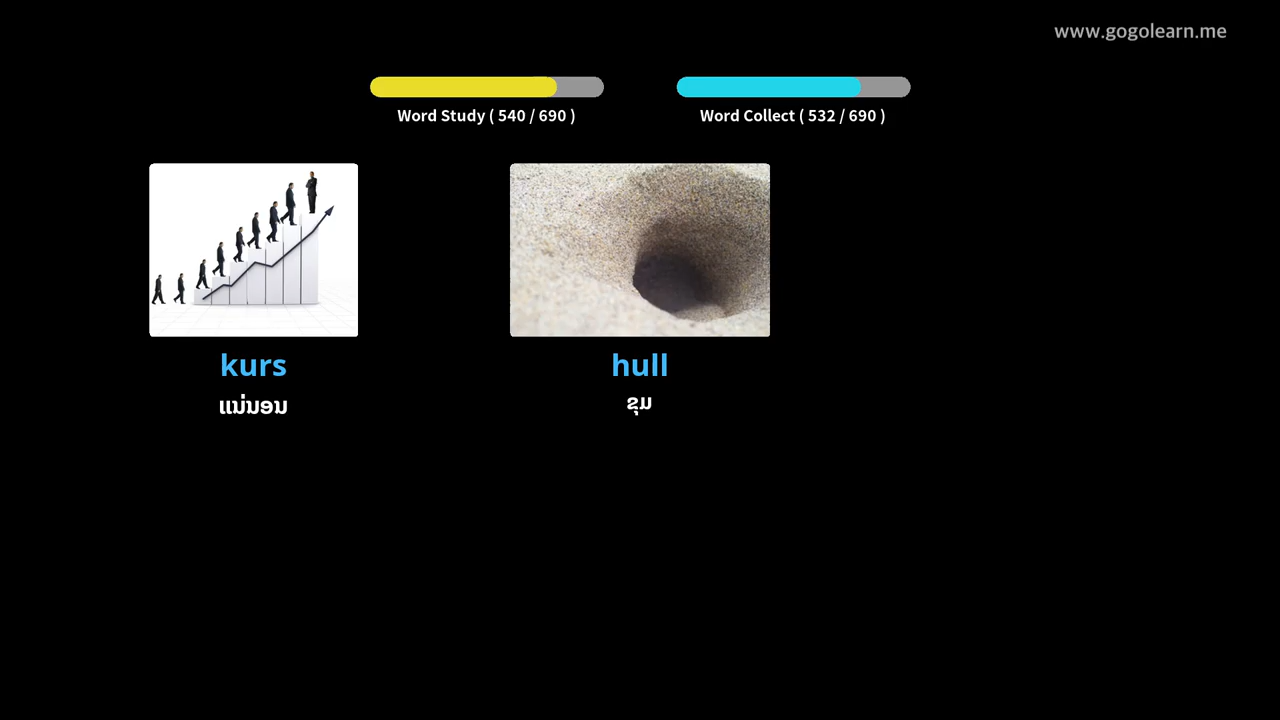 www.gogolearn.me
Word Study ( 540 / 690 )
Word Collect ( 532 / 690 )
kurs
ແນ່ນອນ
hull
ຂຸມ